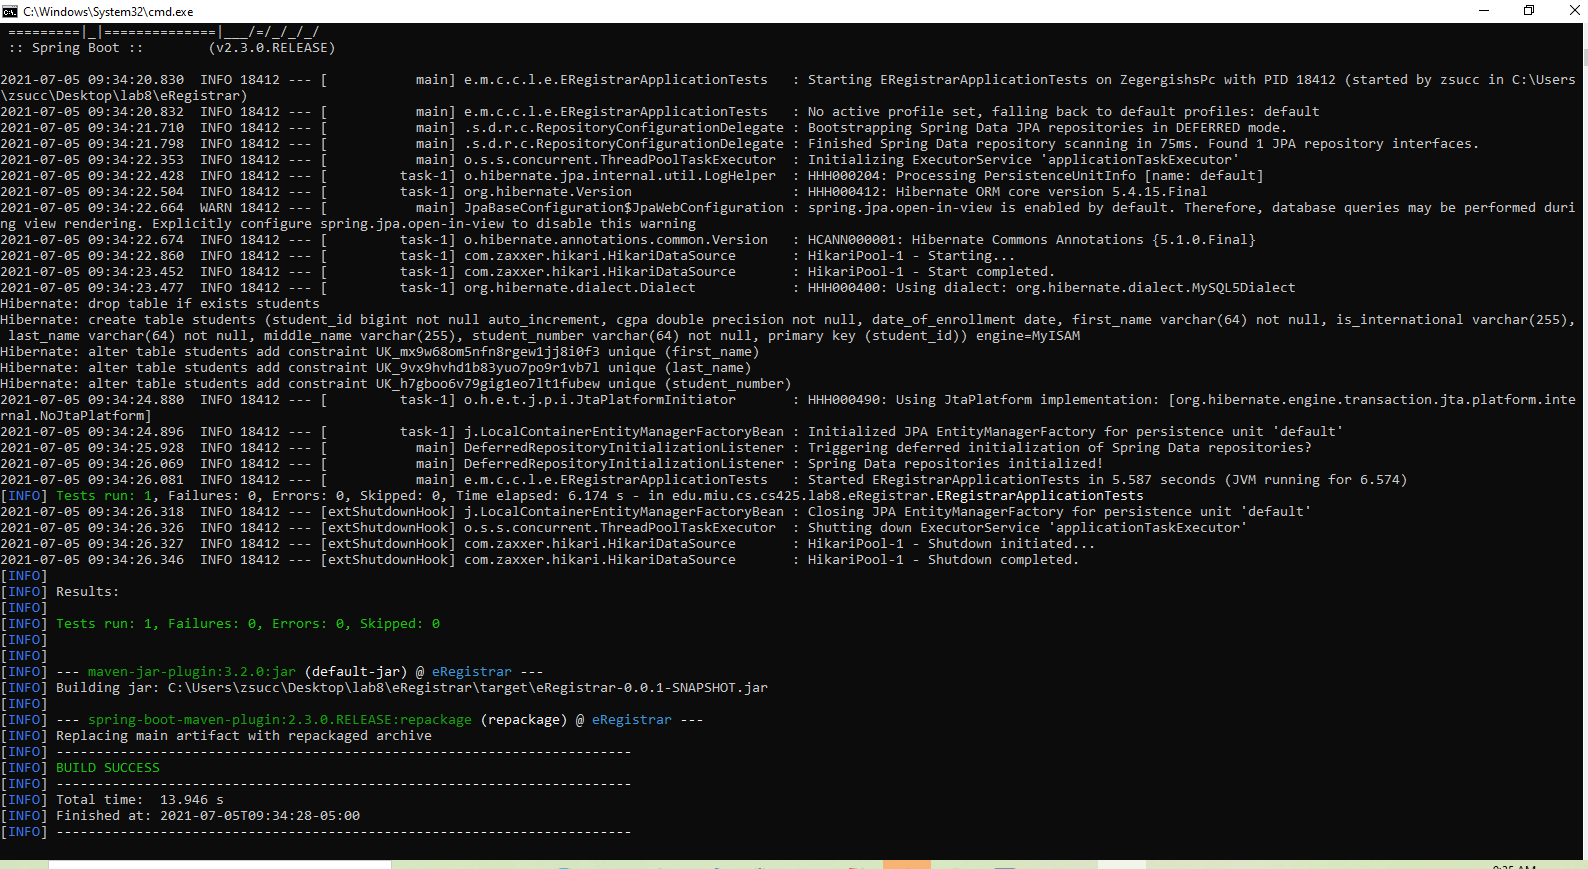 C:\Windows\System32\cmd.exe
=========|_|==============|___/=/_/_/_/
:: Spring Boot ::        (v2.3.0.RELEASE)
2021-07-05 09:34:20.830  INFO 18412 --- [           main] e.m.c.c.l.e.ERegistrarApplicationTests   : Starting ERegistrarApplicationTests on ZegergishsPc with PID 18412 (started by zsucc in C:\Users
\zsucc\Desktop\lab8\eRegistrar)
2021-07-05 09:34:20.832  INFO 18412 --- [           main] e.m.c.c.l.e.ERegistrarApplicationTests   : No active profile set, falling back to default profiles: default
2021-07-05 09:34:21.710  INFO 18412 --- [           main] .s.d.r.c.RepositoryConfigurationDelegate : Bootstrapping Spring Data JPA repositories in DEFERRED mode.
2021-07-05 09:34:21.798  INFO 18412 --- [           main] .s.d.r.c.RepositoryConfigurationDelegate : Finished Spring Data repository scanning in 75ms. Found 1 JPA repository interfaces.
2021-07-05 09:34:22.353  INFO 18412 --- [           main] o.s.s.concurrent.ThreadPoolTaskExecutor  : Initializing ExecutorService 'applicationTaskExecutor'
2021-07-05 09:34:22.428  INFO 18412 --- [         task-1] o.hibernate.jpa.internal.util.LogHelper  : HHH000204: Processing PersistenceUnitInfo [name: default]
2021-07-05 09:34:22.504  INFO 18412 --- [         task-1] org.hibernate.Version                    : HHH000412: Hibernate ORM core version 5.4.15.Final
2021-07-05 09:34:22.664  WARN 18412 --- [           main] JpaBaseConfiguration$JpaWebConfiguration : spring.jpa.open-in-view is enabled by default. Therefore, database queries may be performed duri
ng view rendering. Explicitly configure spring.jpa.open-in-view to disable this warning
2021-07-05 09:34:22.674  INFO 18412 --- [         task-1] o.hibernate.annotations.common.Version   : HCANN000001: Hibernate Commons Annotations {5.1.0.Final}
2021-07-05 09:34:22.860  INFO 18412 --- [         task-1] com.zaxxer.hikari.HikariDataSource       : HikariPool-1 - Starting...
2021-07-05 09:34:23.452  INFO 18412 --- [         task-1] com.zaxxer.hikari.HikariDataSource       : HikariPool-1 - Start completed.
2021-07-05 09:34:23.477  INFO 18412 --- [         task-1] org.hibernate.dialect.Dialect            : HHH000400: Using dialect: org.hibernate.dialect.MySQL5Dialect
Hibernate: drop table if exists students
Hibernate: create table students (student_id bigint not null auto_increment, cgpa double precision not null, date_of_enrollment date, first_name varchar(64) not null, is_international varchar(255),
last_name varchar(64) not null, middle_name varchar(255), student_number varchar(64) not null, primary key (student_id)) engine=MyISAM
Hibernate: alter table students add constraint UK_mx9w68om5nfn8rgew1jj8i0f3 unique (first_name)
Hibernate: alter table students add constraint UK_9vx9hvhd1b83yuo7po9r1vb7l unique (last_name)
Hibernate: alter table students add constraint UK_h7gboo6v79gig1eo7lt1fubew unique (student_number)
2021-07-05 09:34:24.880  INFO 18412 --- [         task-1] o.h.e.t.j.p.i.JtaPlatformInitiator       : HHH000490: Using JtaPlatform implementation: [org.hibernate.engine.transaction.jta.platform.inte
rnal.NoJtaPlatform]
2021-07-05 09:34:24.896  INFO 18412 --- [         task-1] j.LocalContainerEntityManagerFactoryBean : Initialized JPA EntityManagerFactory for persistence unit 'default'
2021-07-05 09:34:25.928  INFO 18412 --- [           main] DeferredRepositoryInitializationListener : Triggering deferred initialization of Spring Data repositories?
2021-07-05 09:34:26.069  INFO 18412 --- [           main] DeferredRepositoryInitializationListener : Spring Data repositories initialized!
2021-07-05 09:34:26.081  INFO 18412 --- [           main] e.m.c.c.l.e.ERegistrarApplicationTests   : Started ERegistrarApplicationTests in 5.587 seconds (JVM running for 6.574)
[INFO] Tests run: 1, Failures: 0, Errors: 0, Skipped: 0, Time elapsed: 6.174 s - in edu.miu.cs.cs425.lab8.eRegistrar.ERegistrarApplicationTests
2021-07-05 09:34:26.318  INFO 18412 --- [extShutdownHook] j.LocalContainerEntityManagerFactoryBean : Closing JPA EntityManagerFactory for persistence unit 'default'
2021-07-05 09:34:26.326  INFO 18412 --- [extShutdownHook] o.s.s.concurrent.ThreadPoolTaskExecutor  : Shutting down ExecutorService 'applicationTaskExecutor'
2021-07-05 09:34:26.327  INFO 18412 --- [extShutdownHook] com.zaxxer.hikari.HikariDataSource       : HikariPool-1 - Shutdown initiated...
2021-07-05 09:34:26.346  INFO 18412 --- [extShutdownHook] com.zaxxer.hikari.HikariDataSource       : HikariPool-1 - Shutdown completed.
[INFO]
[INFO] Results:
[INFO]
[INFO] Tests run: 1, Failures: 0, Errors: 0, Skipped: 0
[INFO]
[INFO]
[INFO] --- maven-jar-plugin:3.2.0:jar (default-jar) @ eRegistrar ---
[INFO] Building jar: C:\Users\zsucc\Desktop\lab8\eRegistrar\target\eRegistrar-0.0.1-SNAPSHOT.jar
[INFO]
[INFO] --- spring-boot-maven-plugin:2.3.0.RELEASE:repackage (repackage) @ eRegistrar ---
[INFO] Replacing main artifact with repackaged archive
[INFO] ------------------------------------------------------------------------
[INFO] BUILD SUCCESS
[INFO] ------------------------------------------------------------------------
[INFO] Total time:  13.946 s
[INFO] Finished at: 2021-07-05T09:34:28-05:00
[INFO] ------------------------------------------------------------------------